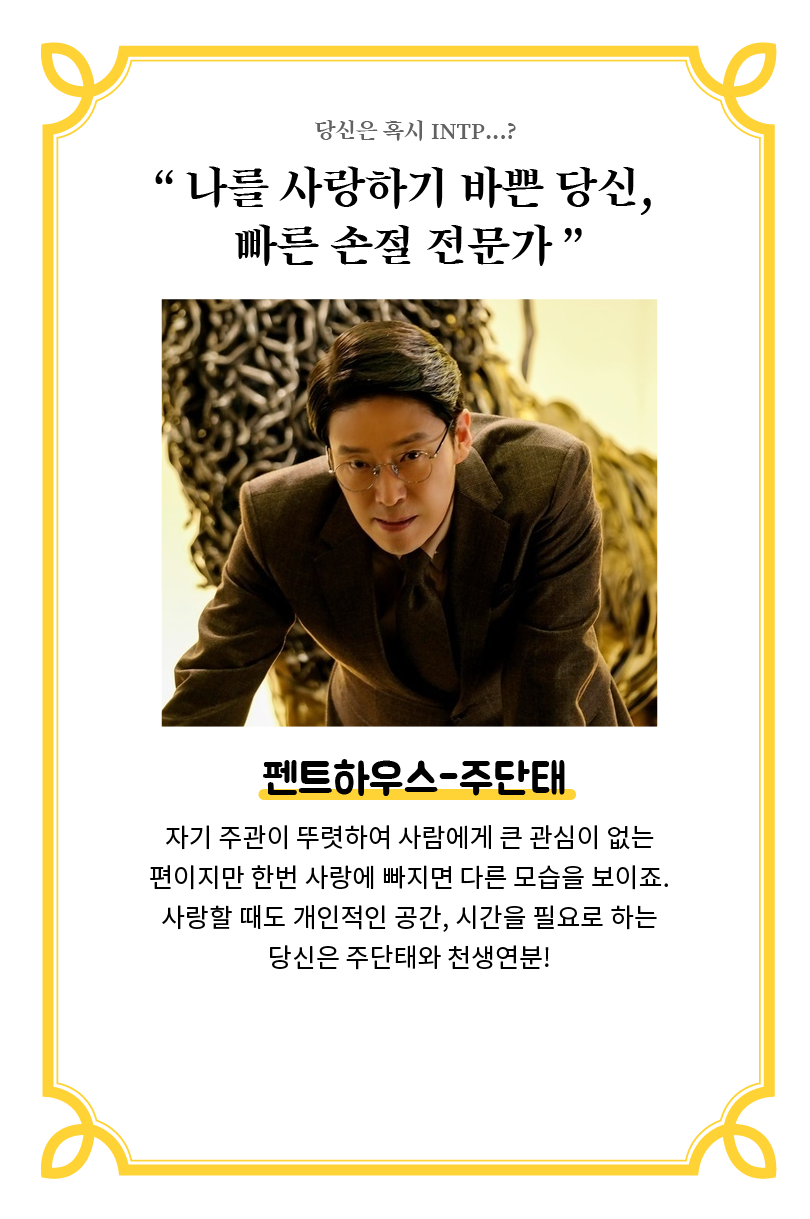 당신은 혹시 INTP...?
“ 나를 사랑하기 바쁜 당신,
빠른 손절 전문가 ”
펜트하우스-주단태
자기 주관이 뚜렷하여 사람에게 큰 관심이 없는
편이지만 한번 사랑에 빠지면 다른 모습을 보이죠.
사랑할 때도 개인적인 공간, 시간을 필요로 하는
당신은 주단태와 천생연분!